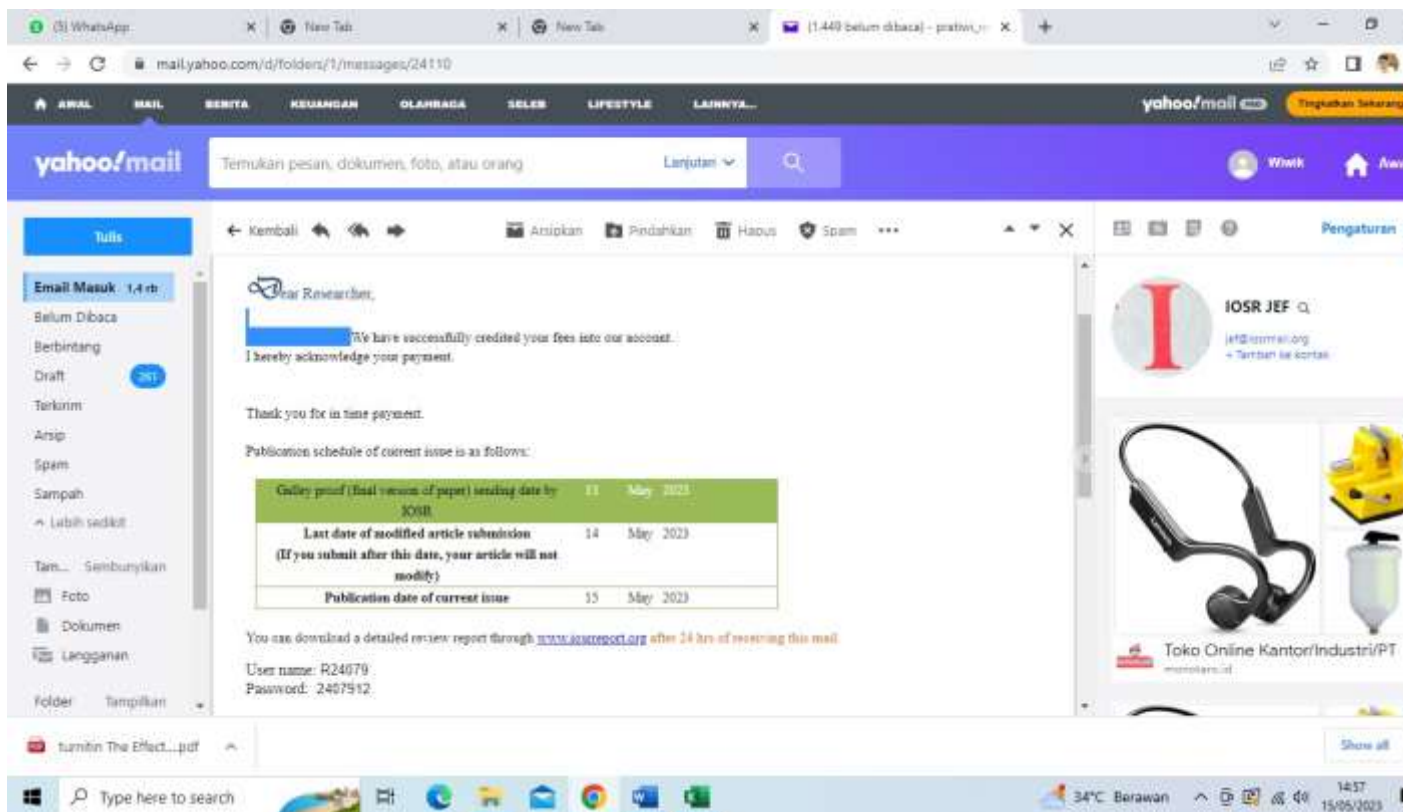 (5) WhatsApp
New Tab
New Tab
(1.449 belum dibaca) - pratiwi_
mail.yahoo.com/d/folders/1/messages/24110
AWAL MAIL BERITA KEUANGAN OLAHRAGA SELEB LIFESTYLE LAINNYA...
yahoo!mail
Tingkatkan Sekarang
yahoo!mail
Temukan pesan, dokumen, foto, atau orang
Lanjutan
Wiwik
Awal
Tulis
Kembali
Arsipkan
Pindahkan
Hapus
Spam
Pengaturan
Email Masuk 1,4 rb
Belum Dibaca
Berbintang
Draft 261
Terkirim
Arsip
Spam
Sampah
Lebih sedikit
Tam... Sembunyikan
Foto
Dokumen
Langganan
Folder Tampilkan
Dear Researcher,
We have successfully credited your fees into our account.
I hereby acknowledge your payment.
Thank you for in time payment.
Publication schedule of current issue is as follows:
Galley proof (final version of paper) sending date by IOSR
May 2023
Last date of modified article submission
14 May 2023
(If you submit after this date, your article will not
modify)
Publication date of current issue 15 May 2023
You can download a detailed review report through www.iosrreport.org after 24 hrs of receiving this mail
User name: R24079
Password: 2407912
IOSR JEF
jef@iosrmail.org
+ Tambah ke kontak
Toko Online Kantor/Industri/PT
monotaro.id
turnitin The Effect....pdf
Show all
Type here to search
34°C Berawan
14:57
15/05/2023